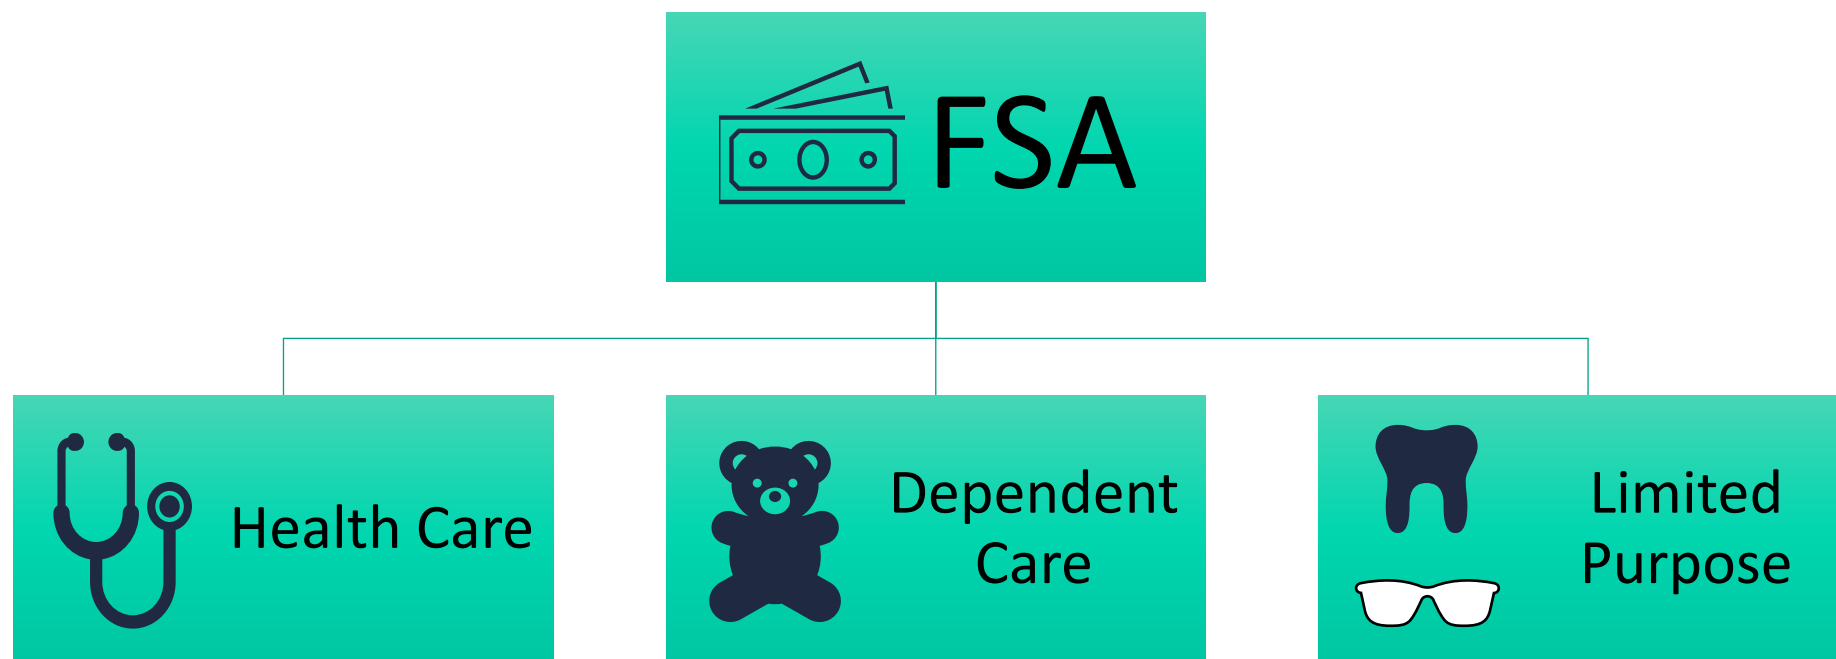 FSA
Health Care
Dependent
Care
Limited
Purpose